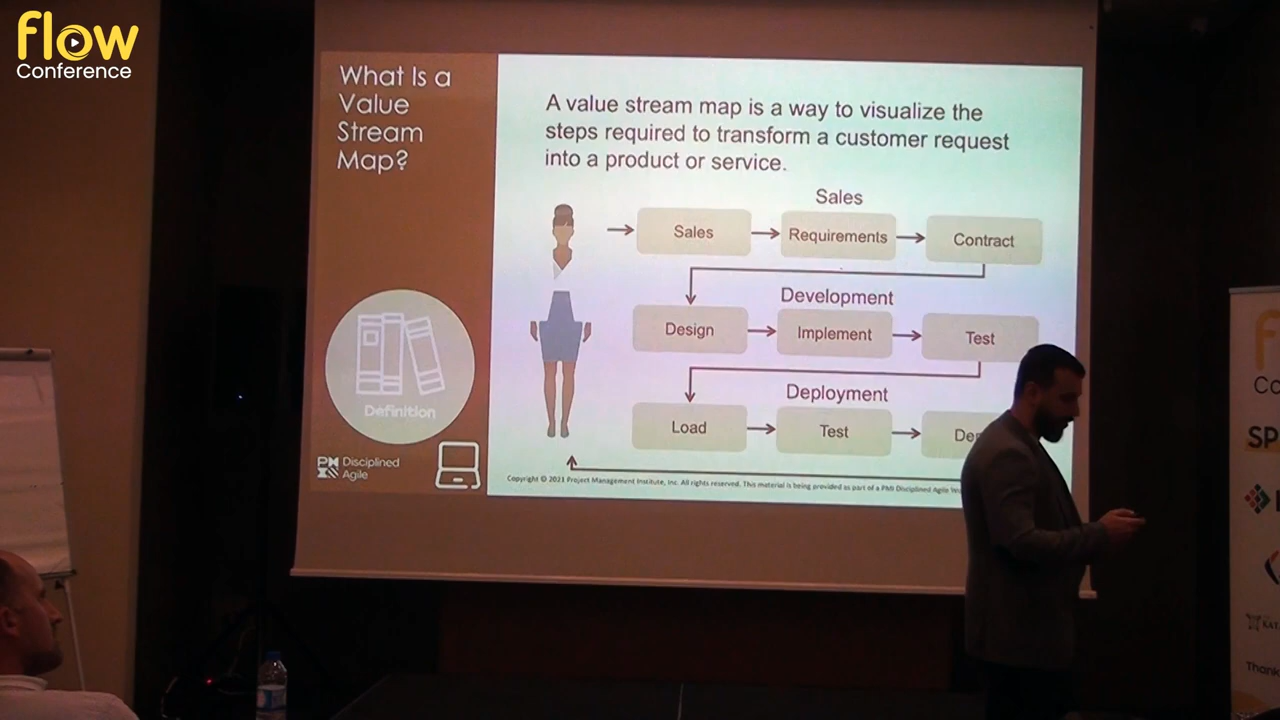 flow
Conference
What Is a
Value
Stream
Map?
A value stream map is a way to visualize the
steps required to transform a customer request
into a product or service.
Sales
Sales
Requirements
Contract
Development
Design
Implement
Test
Deployment
Load
Test
Definition
PM Disciplined
Agile
Copyright © 2021 Project Management Institute, Inc. All rights reserved. This material is being provided as part of a PMI Disciplined Agile
SP
Thank